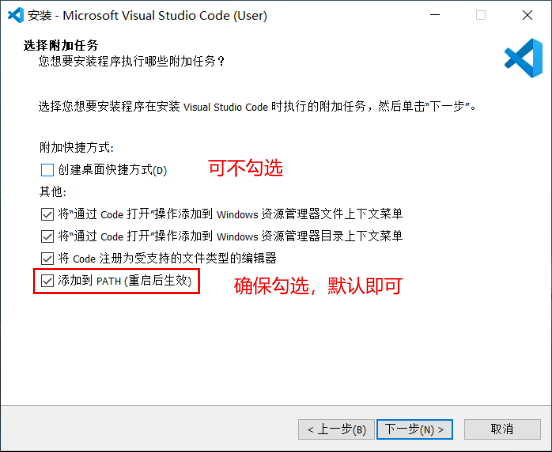 安装 - Microsoft Visual Studio Code (User)
选择附加任务
您想要安装程序执行哪些附加任务？
选择您想要安装程序在安装 Visual Studio Code 时执行的附加任务，然后单击“下一步”。
附加快捷方式:
创建桌面快捷方式(D) 可不勾选
其他:
将“通过 Code 打开”操作添加到 Windows 资源管理器文件上下文菜单
将“通过 Code 打开”操作添加到 Windows 资源管理器目录上下文菜单
将 Code 注册为受支持的文件类型的编辑器
添加到 PATH (重启后生效) 确保勾选，默认即可
< 上一步(B) 下一步(N) > 取消